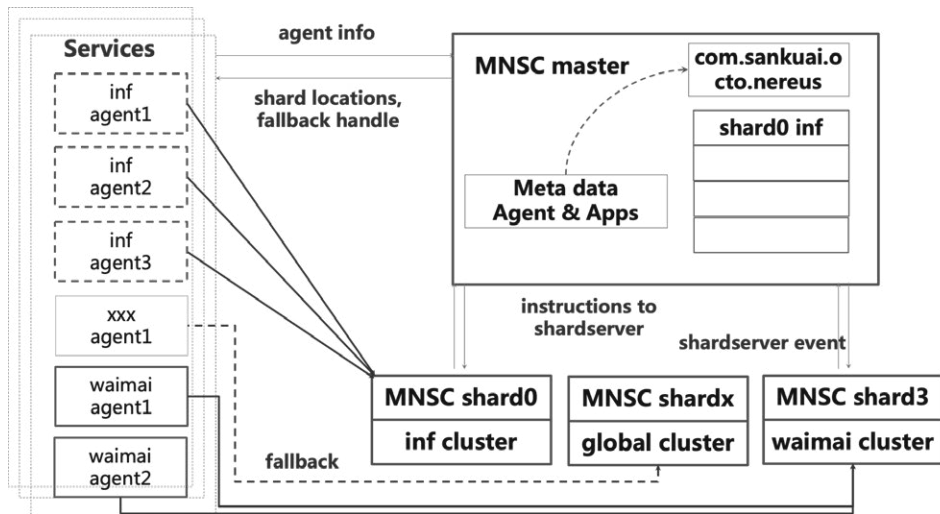 Services
inf
agent1
inf
agent2
inf
agent3
xxx
agent1
waimai
agent1
waimai
agent2
agent info
shard locations,
fallback handle
MNSC master
com.sankuai.o
cto.nereus
shard0 inf
Meta data
Agent & Apps
instructions to
shardserver
shardserver event
MNSC shard0
inf cluster
MNSC shardx
global cluster
MNSC shard3
waimai cluster
fallback